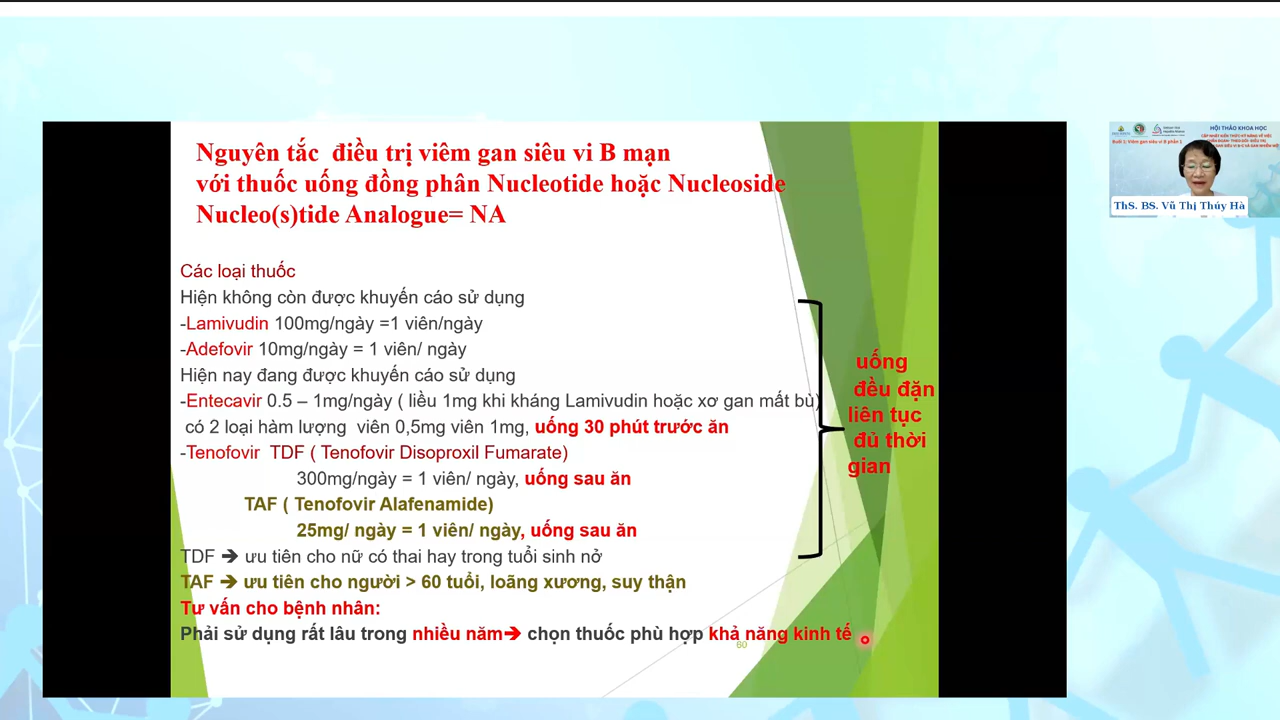 Nguyên tắc điều trị viêm gan siêu vi B mạn
với thuốc uống đồng phân Nucleotide hoặc Nucleoside
Nucleo(s)tide Analogue= NA
Các loại thuốc
Hiện không còn được khuyến cáo sử dụng
-Lamivudin 100mg/ngày =1 viên/ngày
-Adefovir 10mg/ngày = 1 viên/ ngày
Hiện nay đang được khuyến cáo sử dụng
-Entecavir 0.5 – 1mg/ngày ( liều 1mg khi kháng Lamivudin hoặc xơ gan mất bù)
có 2 loại hàm lượng viên 0,5mg viên 1mg, uống 30 phút trước ăn
-Tenofovir TDF ( Tenofovir Disoproxil Fumarate)
300mg/ngày = 1 viên/ ngày, uống sau ăn
TAF ( Tenofovir Alafenamide)
25mg/ ngày = 1 viên/ ngày, uống sau ăn
TDF ➔ ưu tiên cho nữ có thai hay trong tuổi sinh nở
TAF ➔ ưu tiên cho người > 60 tuổi, loãng xương, suy thận
Tư vấn cho bệnh nhân:
Phải sử dụng rất lâu trong nhiều năm➔ chọn thuốc phù hợp khả năng kinh tế
60
uống
đều đặn
liên tục
đủ thời
gian
HỘI THẢO KHOA HỌC
ThS. BS. Vũ Thị Thúy Hà